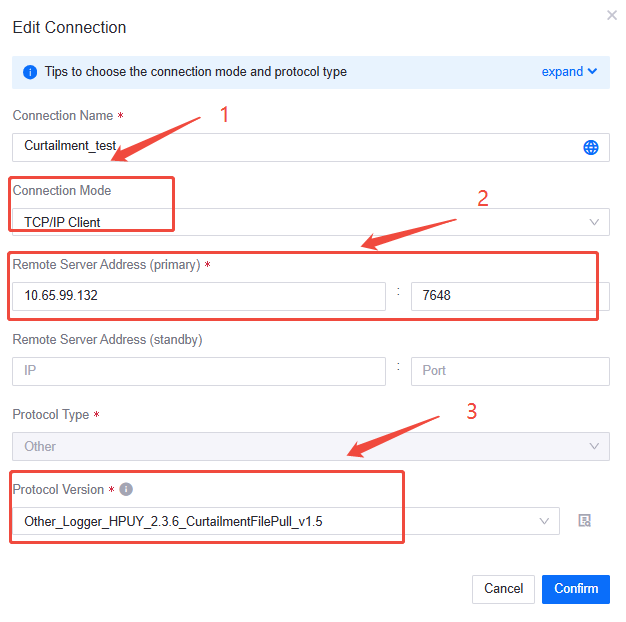 Edit Connection
Tips to choose the connection mode and protocol type
expand
Connection Name *
1
Curtailment_test
Connection Mode
2
TCP/IP Client
Remote Server Address (primary) *
10.65.99.132 : 7648
Remote Server Address (standby)
IP : Port
Protocol Type *
3
Other
Protocol Version *
Other_Logger_HPUY_2.3.6_CurtailmentFilePull_v1.5
Cancel
Confirm